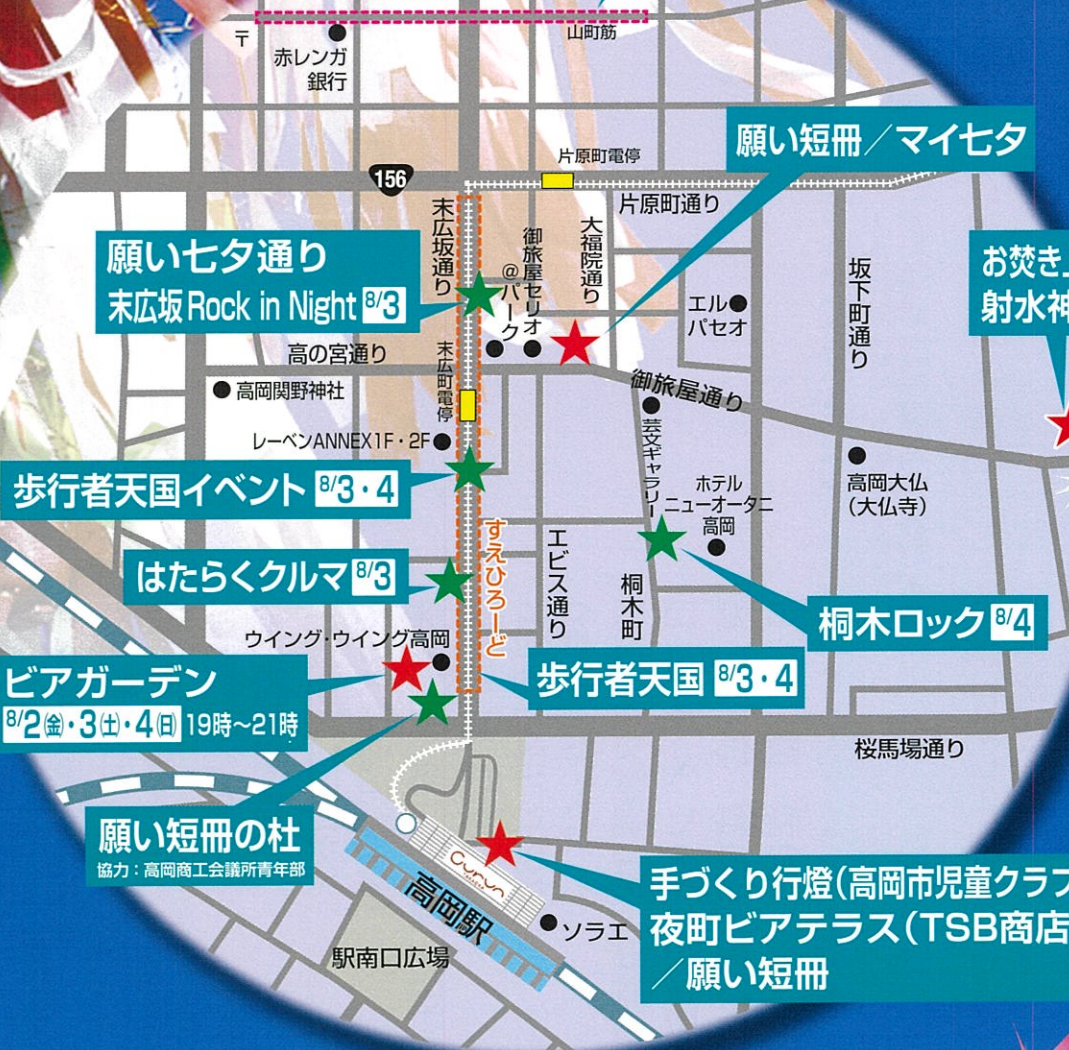 山町筋
〒
赤レンガ
銀行
願い短冊／マイ七夕
片原町電停
156
片原町通り
末広坂通り
御旅屋セリオ
@パーク
大福院通り
願い七夕通り
末広坂Rock in Night 8/3
エル
パセオ
坂下町通り
お焚き
射水神
高の宮通り
末広町電停
御旅屋通り
高岡関野神社
レーベンANNEX1F・2F
芸文ギャラリー
高岡大仏
(大仏寺)
歩行者天国イベント 8/3・4
ホテル
ニューオータニ
高岡
すえひろーど
エビス通り
桐木町
はたらくクルマ 8/3
桐木ロック 8/4
ウイング・ウイング高岡
歩行者天国 8/3・4
ビアガーデン
8/2(金)・3(土)・4(日) 19時～21時
桜馬場通り
願い短冊の杜
協力：高岡商工会議所青年部
Curun
TAKAOKA
高岡駅
ソラエ
駅南口広場
手づくり行燈(高岡市児童クラブ
夜町ビアテラス(TSB商店
／願い短冊